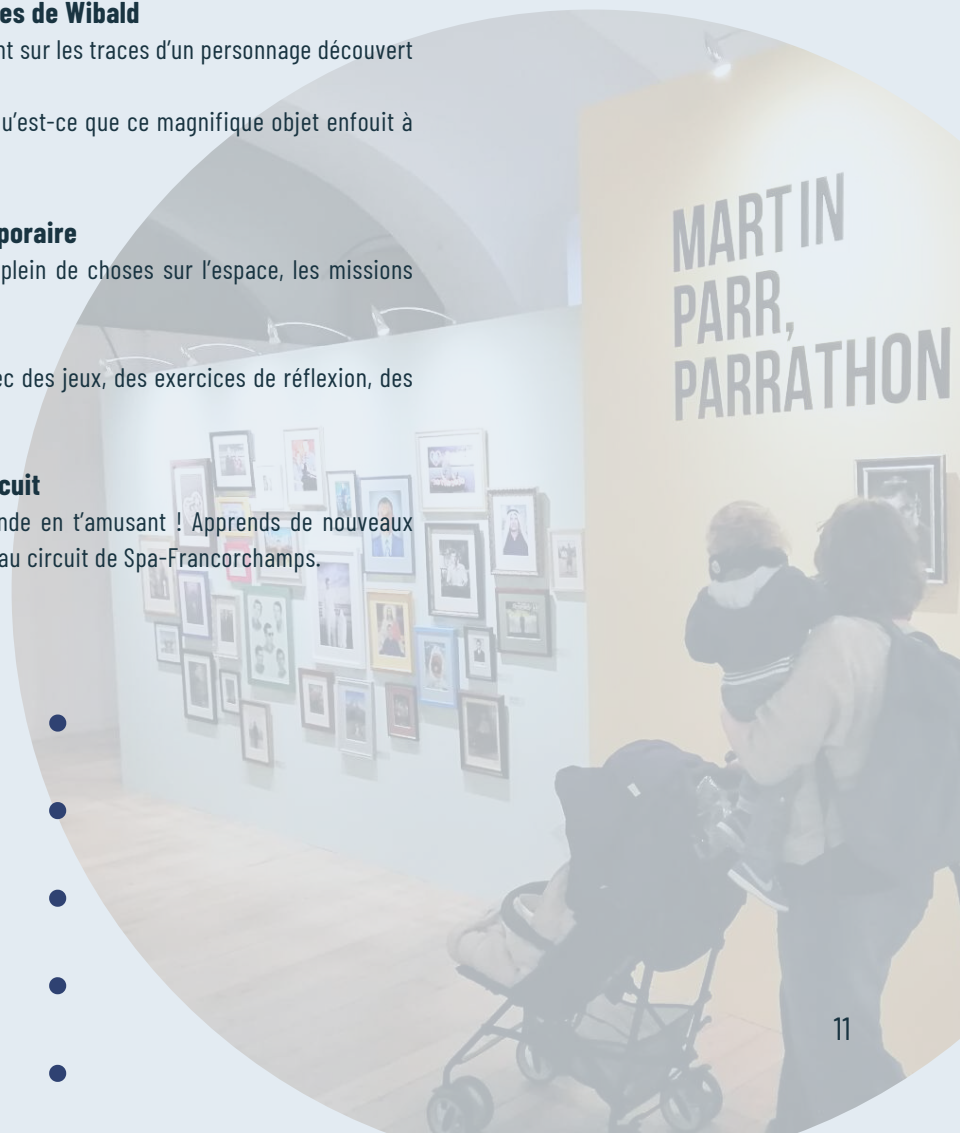 es de Wibald
nt sur les traces d’un personnage découvert
u’est-ce que ce magnifique objet enfouit à
poraire
plein de choses sur l’espace, les missions
ec des jeux, des exercices de réflexion, des
cuit
nde en t’amusant ! Apprends de nouveaux
au circuit de Spa-Francorchamps.
MARTIN
PARR,
PARRATHON
11